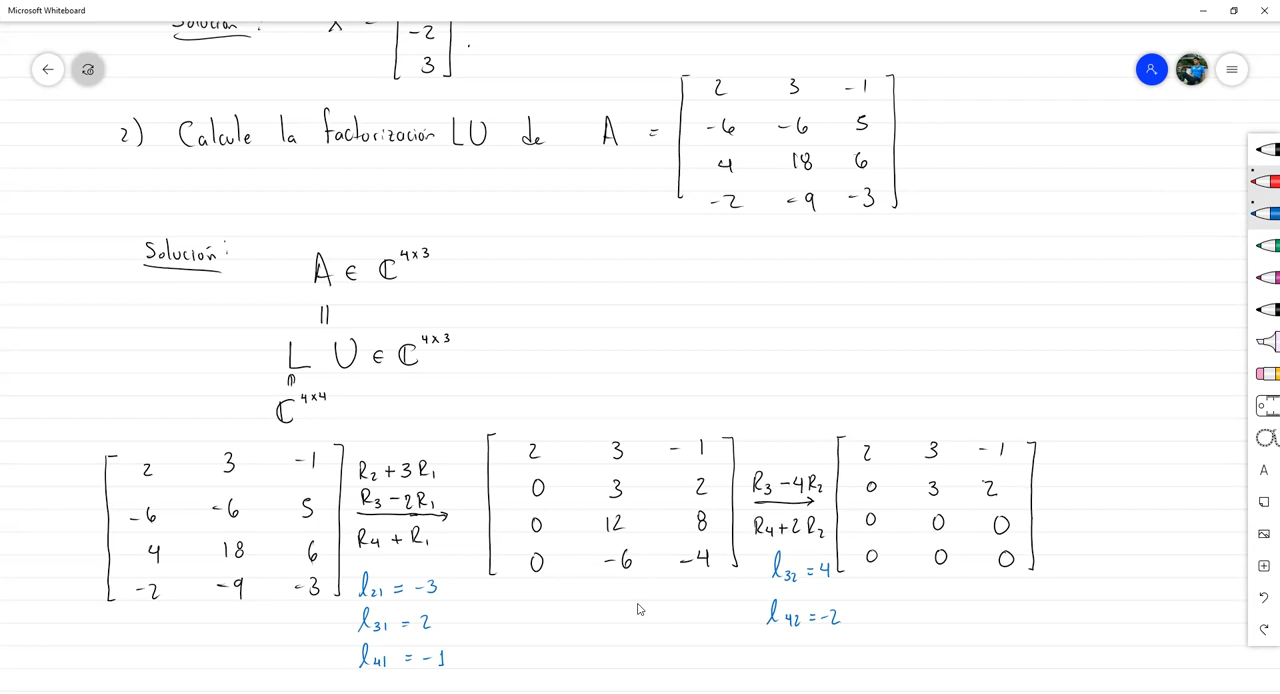 Microsoft Whiteboard
Solución: X = [ -2
3 ] .
2) Calcule la factorización LU de A = [ 2 3 -1
-6 -6 5
4 18 6
-2 -9 -3 ]
Solución:
A ∈ ℂ^{4×3}
||
L U ∈ ℂ^{4×3}
⇑
ℂ^{4×4}
[ 2 3 -1
-6 -6 5
4 18 6
-2 -9 -3 ]
R₂ + 3R₁
R₃ - 2R₁
→
R₄ + R₁
l₂₁ = -3
l₃₁ = 2
l₄₁ = -1
[ 2 3 -1
0 3 2
0 12 8
0 -6 -4 ]
R₃ - 4R₂
→
R₄ + 2R₂
l₃₂ = 4
l₄₂ = -2
[ 2 3 -1
0 3 2
0 0 0
0 0 0 ]
A